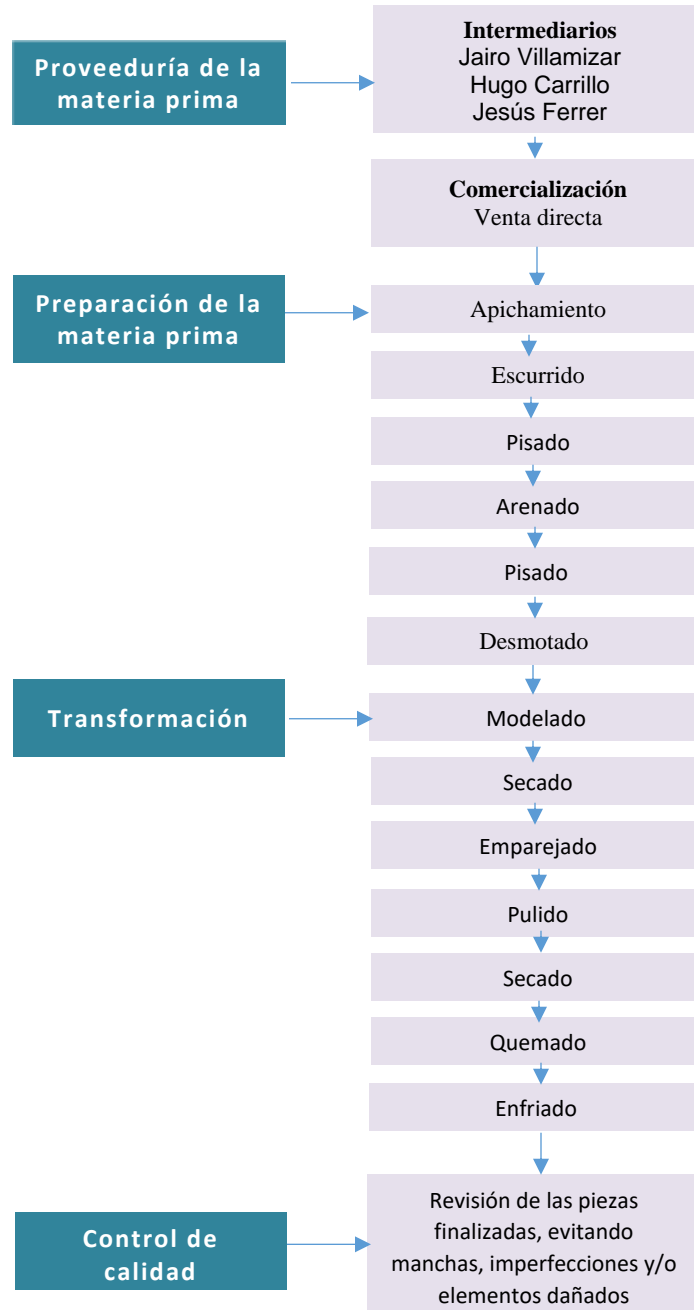 Proveeduría de la
materia prima
Intermediarios
Jairo Villamizar
Hugo Carrillo
Jesús Ferrer
Comercialización
Venta directa
Preparación de la
materia prima
Apichamiento
Escurrido
Pisado
Arenado
Pisado
Desmotado
Transformación
Modelado
Secado
Emparejado
Pulido
Secado
Quemado
Enfriado
Control de
calidad
Revisión de las piezas
finalizadas, evitando
manchas, imperfecciones y/o
elementos dañados